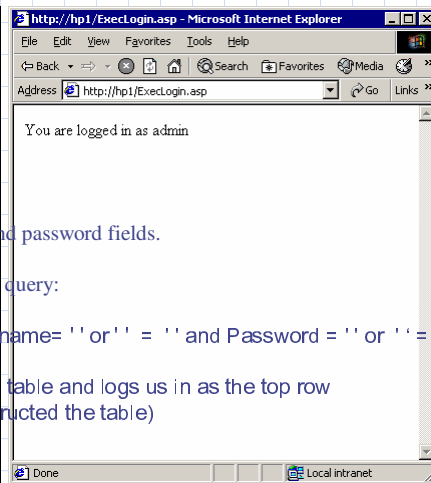 http://hp1/ExecLogin.asp - Microsoft Internet Explorer
File Edit View Favorites Tools Help
Back Search Favorites Media
Address http://hp1/ExecLogin.asp Go Links
You are logged in as admin
nd password fields.
query:
name= ' ' or ' ' = ' ' and Password = ' ' or ' ‘ =
table and logs us in as the top row
ructed the table)
Done Local intranet